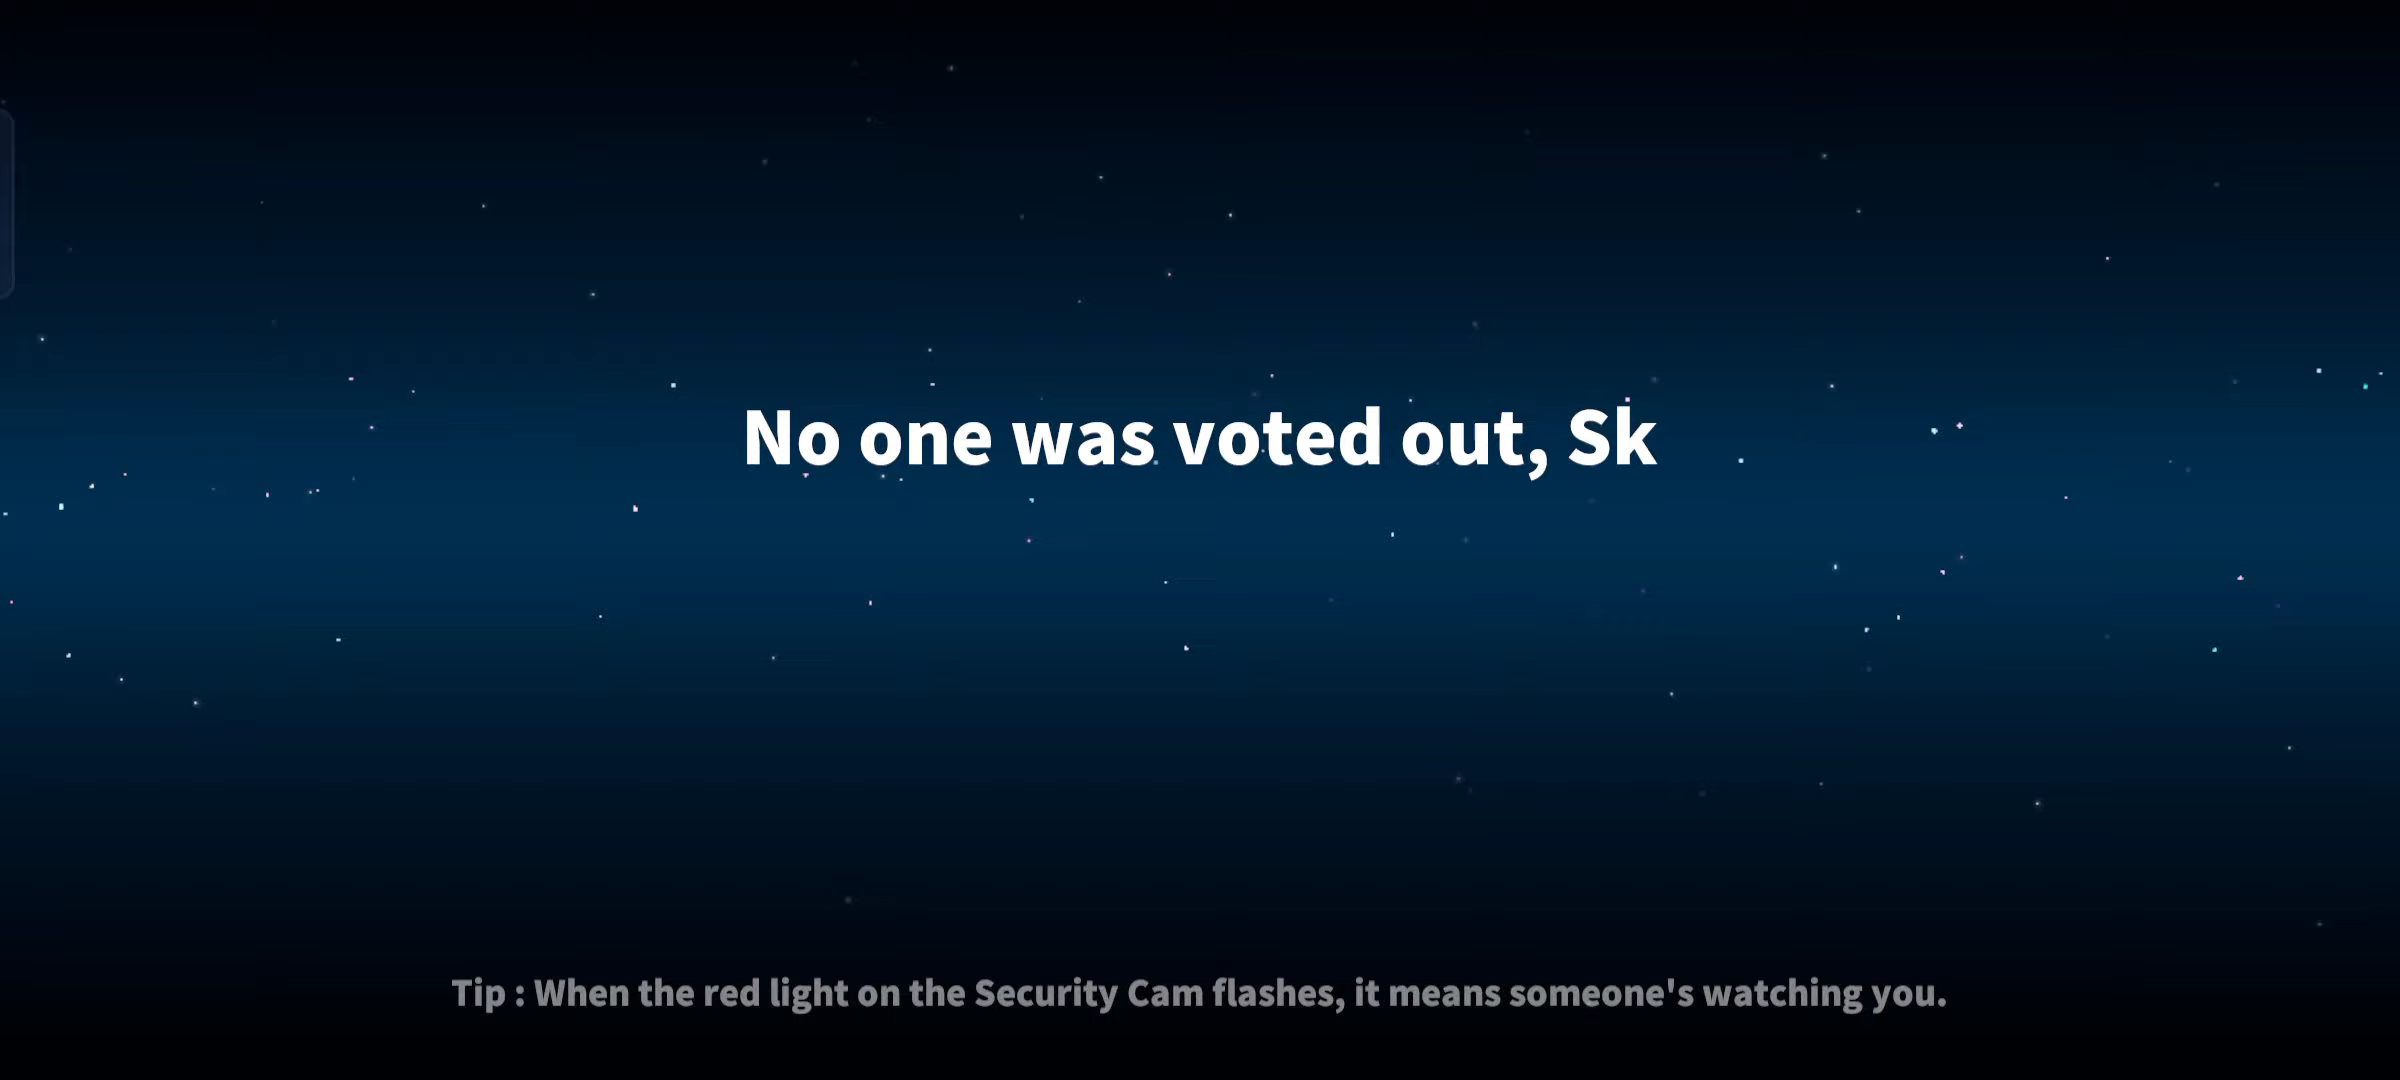 No one was voted out, Sk
Tip : When the red light on the Security Cam flashes, it means someone's watching you.